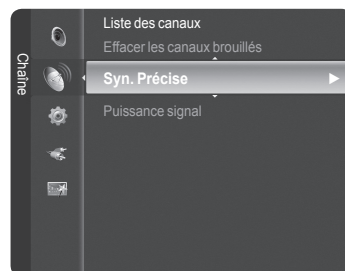 Chaîne
Liste des canaux
Effacer les canaux brouillés
Syn. Précise
Puissance signal